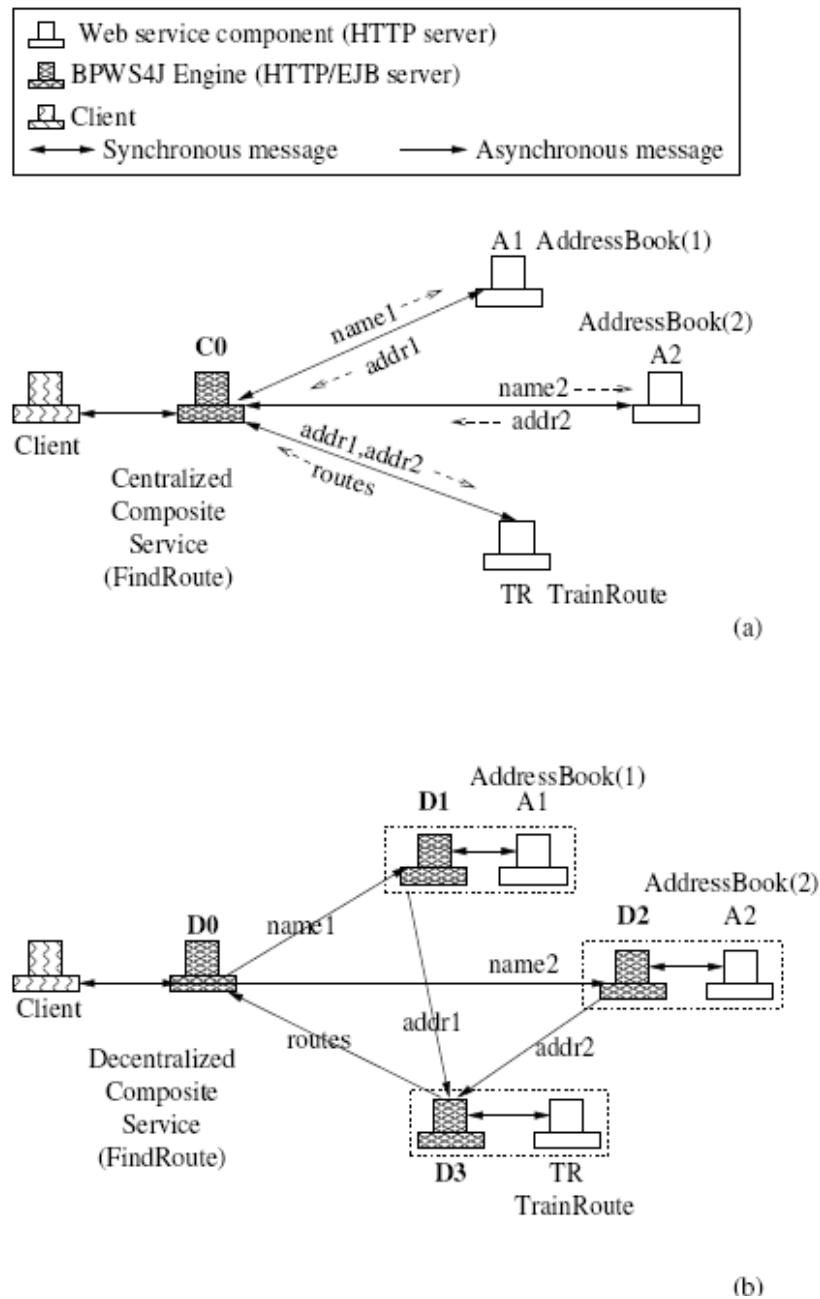 Web service component (HTTP server)
BPWS4J Engine (HTTP/EJB server)
Client
Synchronous message
Asynchronous message
A1 AddressBook(1)
name1
addr1
AddressBook(2)
A2
C0
name2
addr2
Client
addr1,addr2
routes
Centralized
Composite
Service
(FindRoute)
TR TrainRoute
(a)
AddressBook(1)
D1 A1
AddressBook(2)
D2 A2
D0
name1
name2
Client
addr1
routes
addr2
Decentralized
Composite
Service
(FindRoute)
D3 TR
TrainRoute
(b)